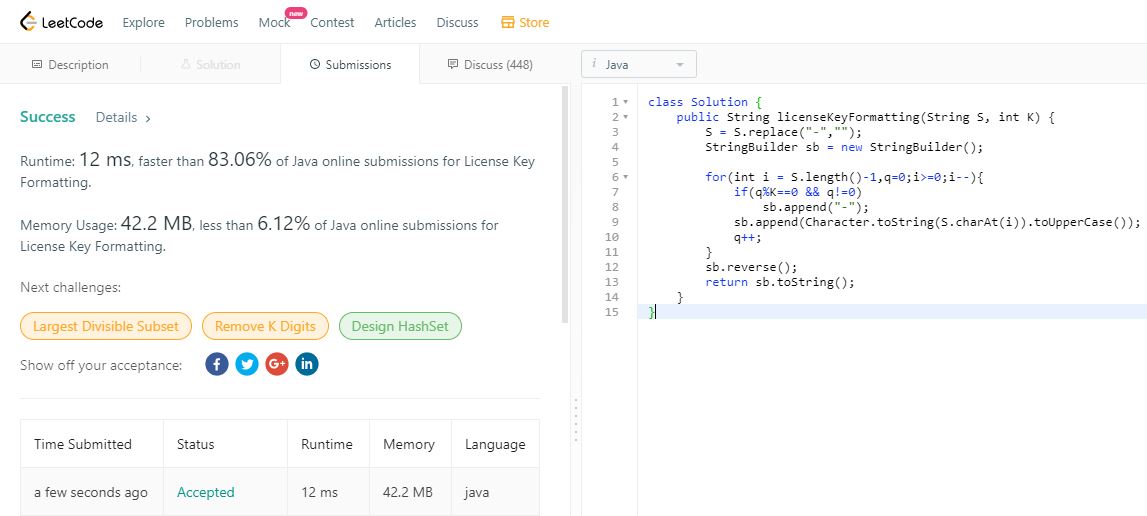 LeetCode Explore Problems Mock new Contest Articles Discuss Store
Description Solution Submissions Discuss (448)
i Java
Success Details >
Runtime: 12 ms, faster than 83.06% of Java online submissions for License Key
Formatting.
Memory Usage: 42.2 MB, less than 6.12% of Java online submissions for
License Key Formatting.
Next challenges:
Largest Divisible Subset Remove K Digits Design HashSet
Show off your acceptance: f G+ in
Time Submitted Status Runtime Memory Language
a few seconds ago Accepted 12 ms 42.2 MB java
1 class Solution {
2     public String licenseKeyFormatting(String S, int K) {
3         S = S.replace("-","");
4         StringBuilder sb = new StringBuilder();
5
6         for(int i = S.length()-1,q=0;i>=0;i--){
7             if(q%K==0 && q!=0)
8                 sb.append("-");
9             sb.append(Character.toString(S.charAt(i)).toUpperCase());
10             q++;
11         }
12         sb.reverse();
13         return sb.toString();
14     }
15 }